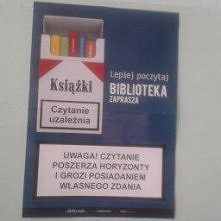 Lepiej poczytaj
BIBLIOTEKA
ZAPRASZA
Książki
Czytanie
uzależnia
UWAGA! CZYTANIE
POSZERZA HORYZONTY
I GROZI POSIADANIEM
WŁASNEGO ZDANIA